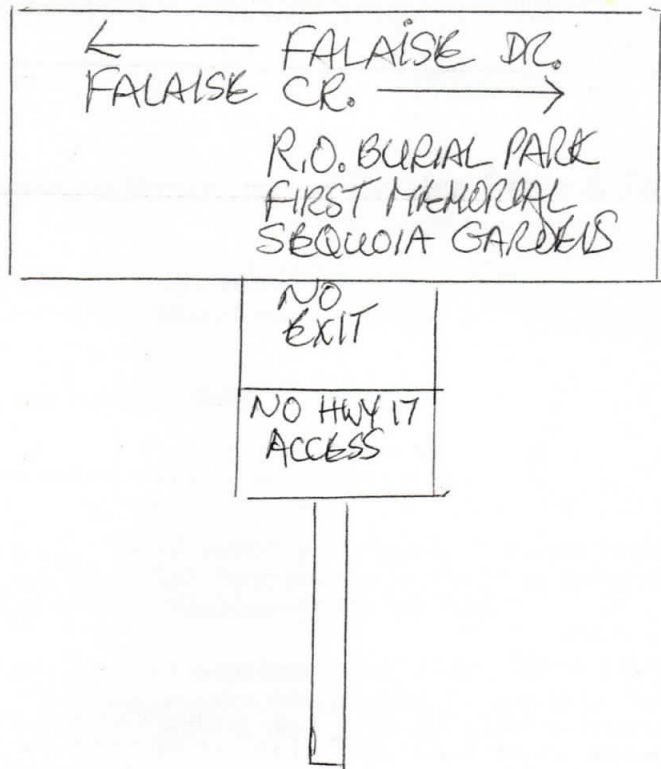 ← FALAISE DR.
FALAISE CR. →
R.O. BURIAL PARK
FIRST MEMORIAL
SEQUOIA GARDENS
NO
EXIT
NO HWY 17
ACCESS